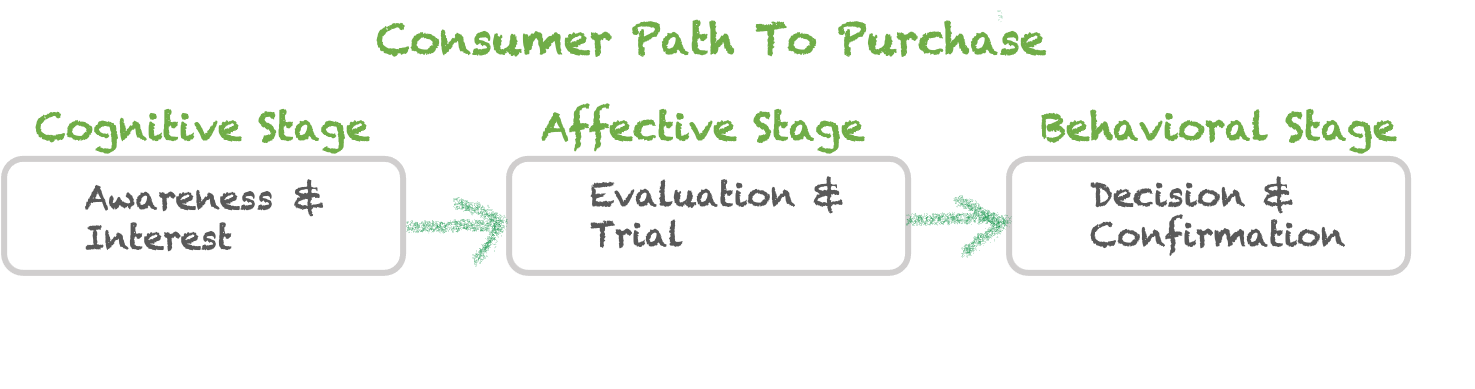 Consumer Path To Purchase
Cognitive Stage
Awareness &
Interest
Affective Stage
Evaluation &
Trial
Behavioral Stage
Decision &
Confirmation